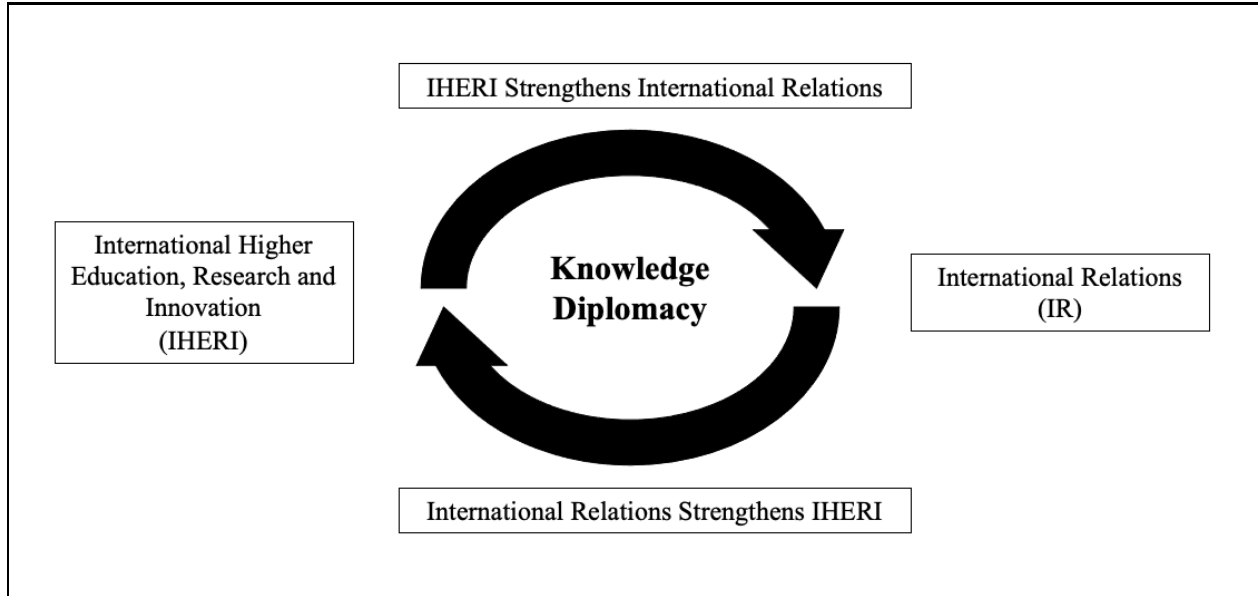 IHERI Strengthens International Relations
International Higher
Education, Research and
Innovation
(IHERI)
Knowledge
Diplomacy
International Relations
(IR)
International Relations Strengthens IHERI